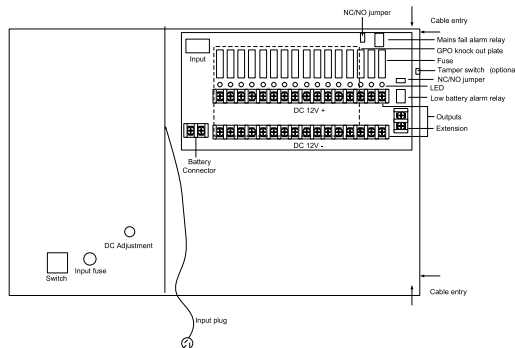 NC/NO jumper
Cable entry
Mains fail alarm relay
GPO knock out plate
Input
Fuse
Tamper switch (optiona
NC/NO jumper
LED
Low battery alarm relay
DC 12V +
Outputs
Extension
DC 12V -
Battery
Connector
DC Adjustment
Switch
Input fuse
Cable entry
Input plug